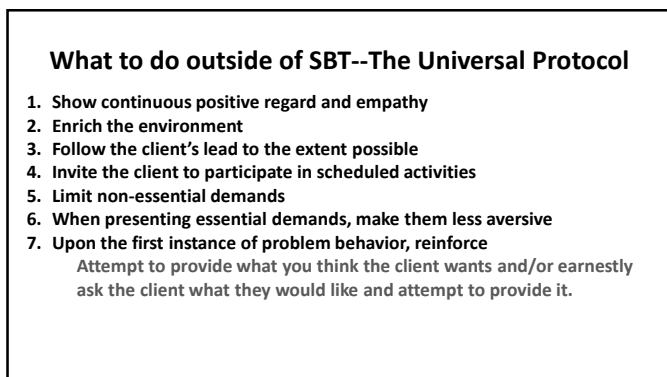 What to do outside of SBT--The Universal Protocol
1. Show continuous positive regard and empathy
2. Enrich the environment
3. Follow the client's lead to the extent possible
4. Invite the client to participate in scheduled activities
5. Limit non-essential demands
6. When presenting essential demands, make them less aversive
7. Upon the first instance of problem behavior, reinforce
Attempt to provide what you think the client wants and/or earnestly
ask the client what they would like and attempt to provide it.